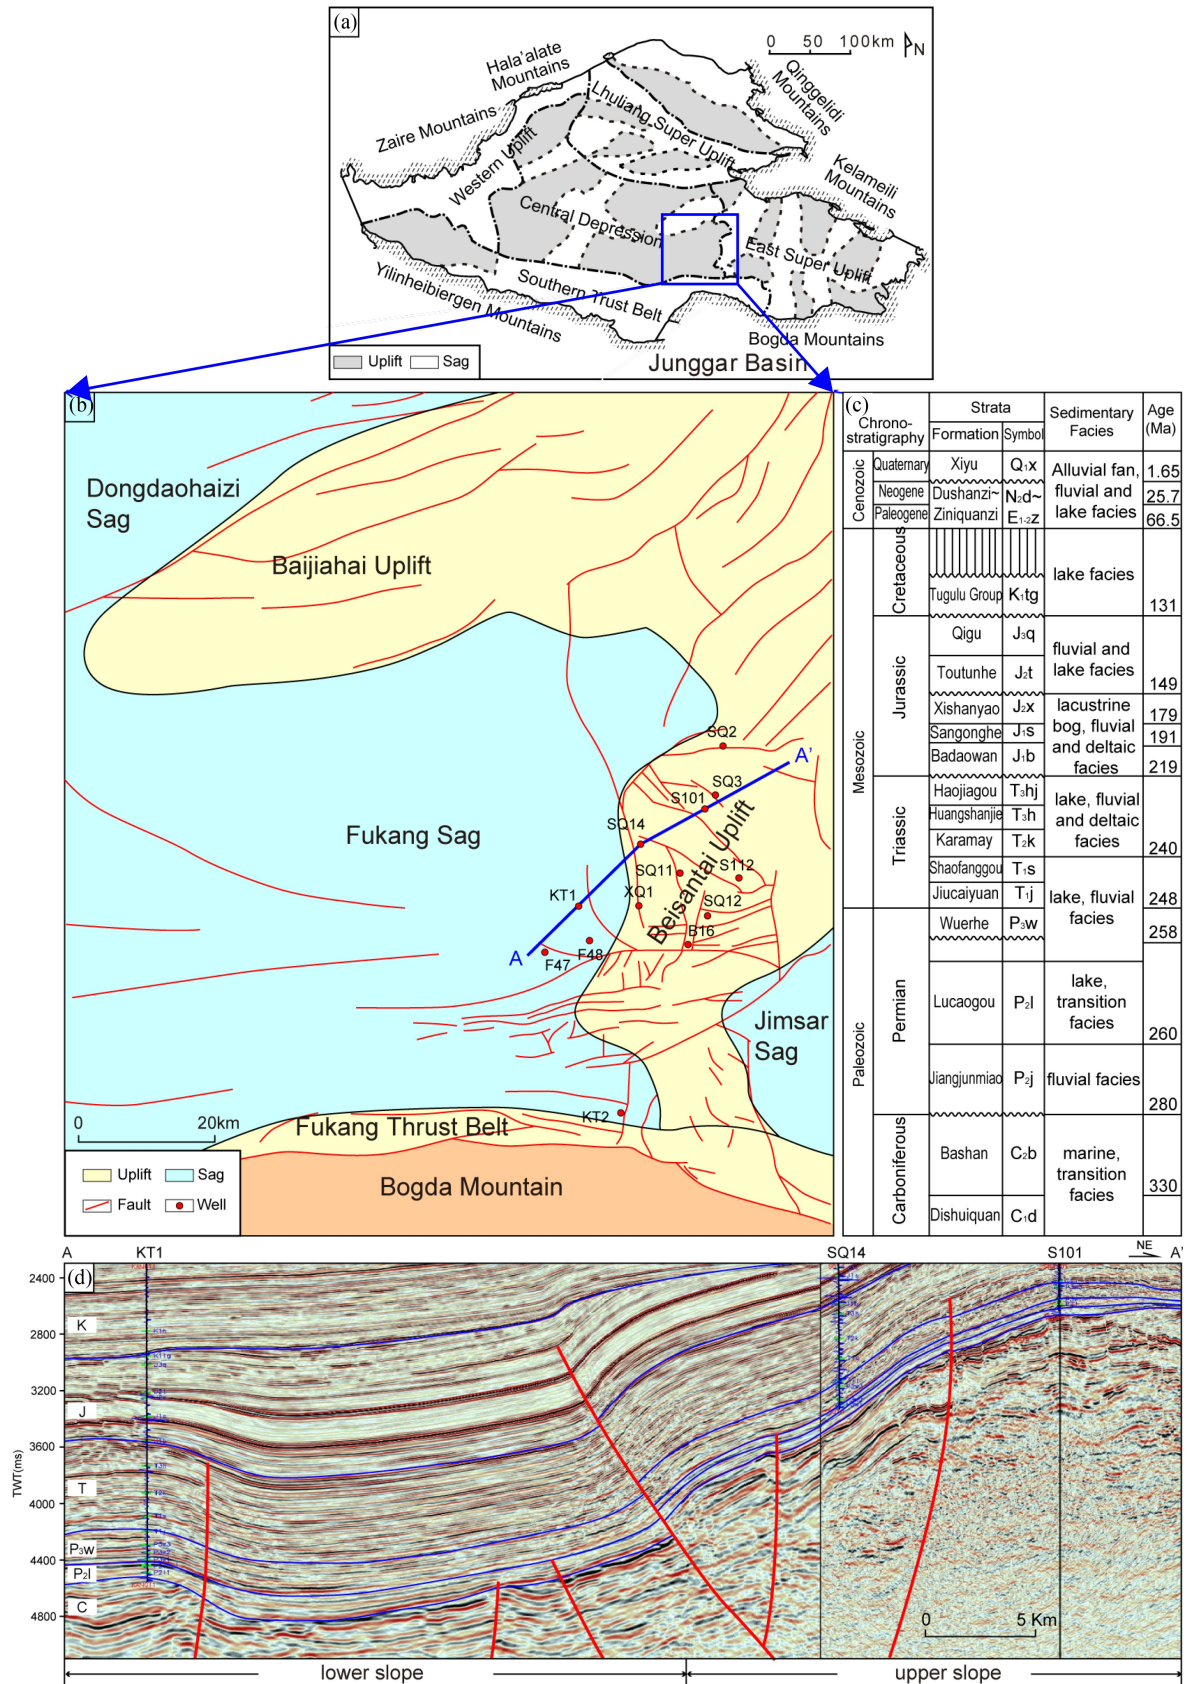 (a)
0 50 100km
N
Hala'alate
Mountains
Qinggelidi
Mountains
Zaire Mountains
Lhuliang Super Uplift
Kelameili
Mountains
Western Uplift
Central Depression
East Super Uplift
Southern Trust Belt
Yilinheibiergen Mountains
Bogda Mountains
Uplift
Sag
Junggar Basin
(b)
Dongdaohaizi
Sag
Baijiahai Uplift
SQ2
A'
SQ3
S101
Fukang Sag
SQ14
Beisantai Uplift
SQ11
S112
KT1
XQ1
SQ12
B16
A
F47
F48
Jimsar
Sag
0 20km
KT2
Fukang Thrust Belt
Bogda Mountain
Uplift
Sag
Fault
Well
(c)
Chrono-
stratigraphy
Strata
Formation
Symbol
Sedimentary
Facies
Age
(Ma)
Cenozoic
Quaternary
Xiyu
Q1x
Alluvial fan,
fluvial and
lake facies
1.65
Neogene
Dushanzi~
N2d~
25.7
Paleogene
Ziniquanzi
E1-2z
66.5
Mesozoic
Cretaceous
lake facies
Tugulu Group
K1tg
131
Jurassic
Qigu
J3q
fluvial and
lake facies
Toutunhe
J2t
149
Xishanyao
J2x
lacustrine
bog, fluvial
and deltaic
facies
179
Sangonghe
J1s
191
Badaowan
J1b
219
Triassic
Haojiagou
T3hj
lake, fluvial
and deltaic
facies
Huangshanjie
T3h
Karamay
T2k
240
Shaofanggou
T1s
lake, fluvial
facies
Jiucaiyuan
T1j
248
Paleozoic
Permian
Wuerhe
P3w
258
Lucaogou
P2l
lake,
transition
facies
260
Jiangjunmiao
P2j
fluvial facies
280
Carboniferous
Bashan
C2b
marine,
transition
facies
330
Dishuiquan
C1d
A
KT1
SQ14
S101
NE
A'
(d)
TWT(ms)
2400
2800
3200
3600
4000
4400
4800
K
J
T
P3w
P2l
C
0 5 Km
lower slope
upper slope